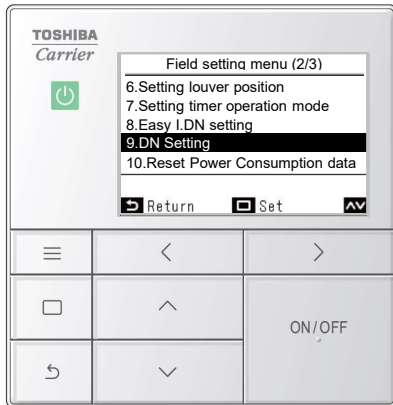 TOSHIBA
Carrier
Field setting menu (2/3)
6.Setting louver position
7.Setting timer operation mode
8.Easy I.DN setting
9.DN Setting
10.Reset Power Consumption data
Return Set
ON/OFF